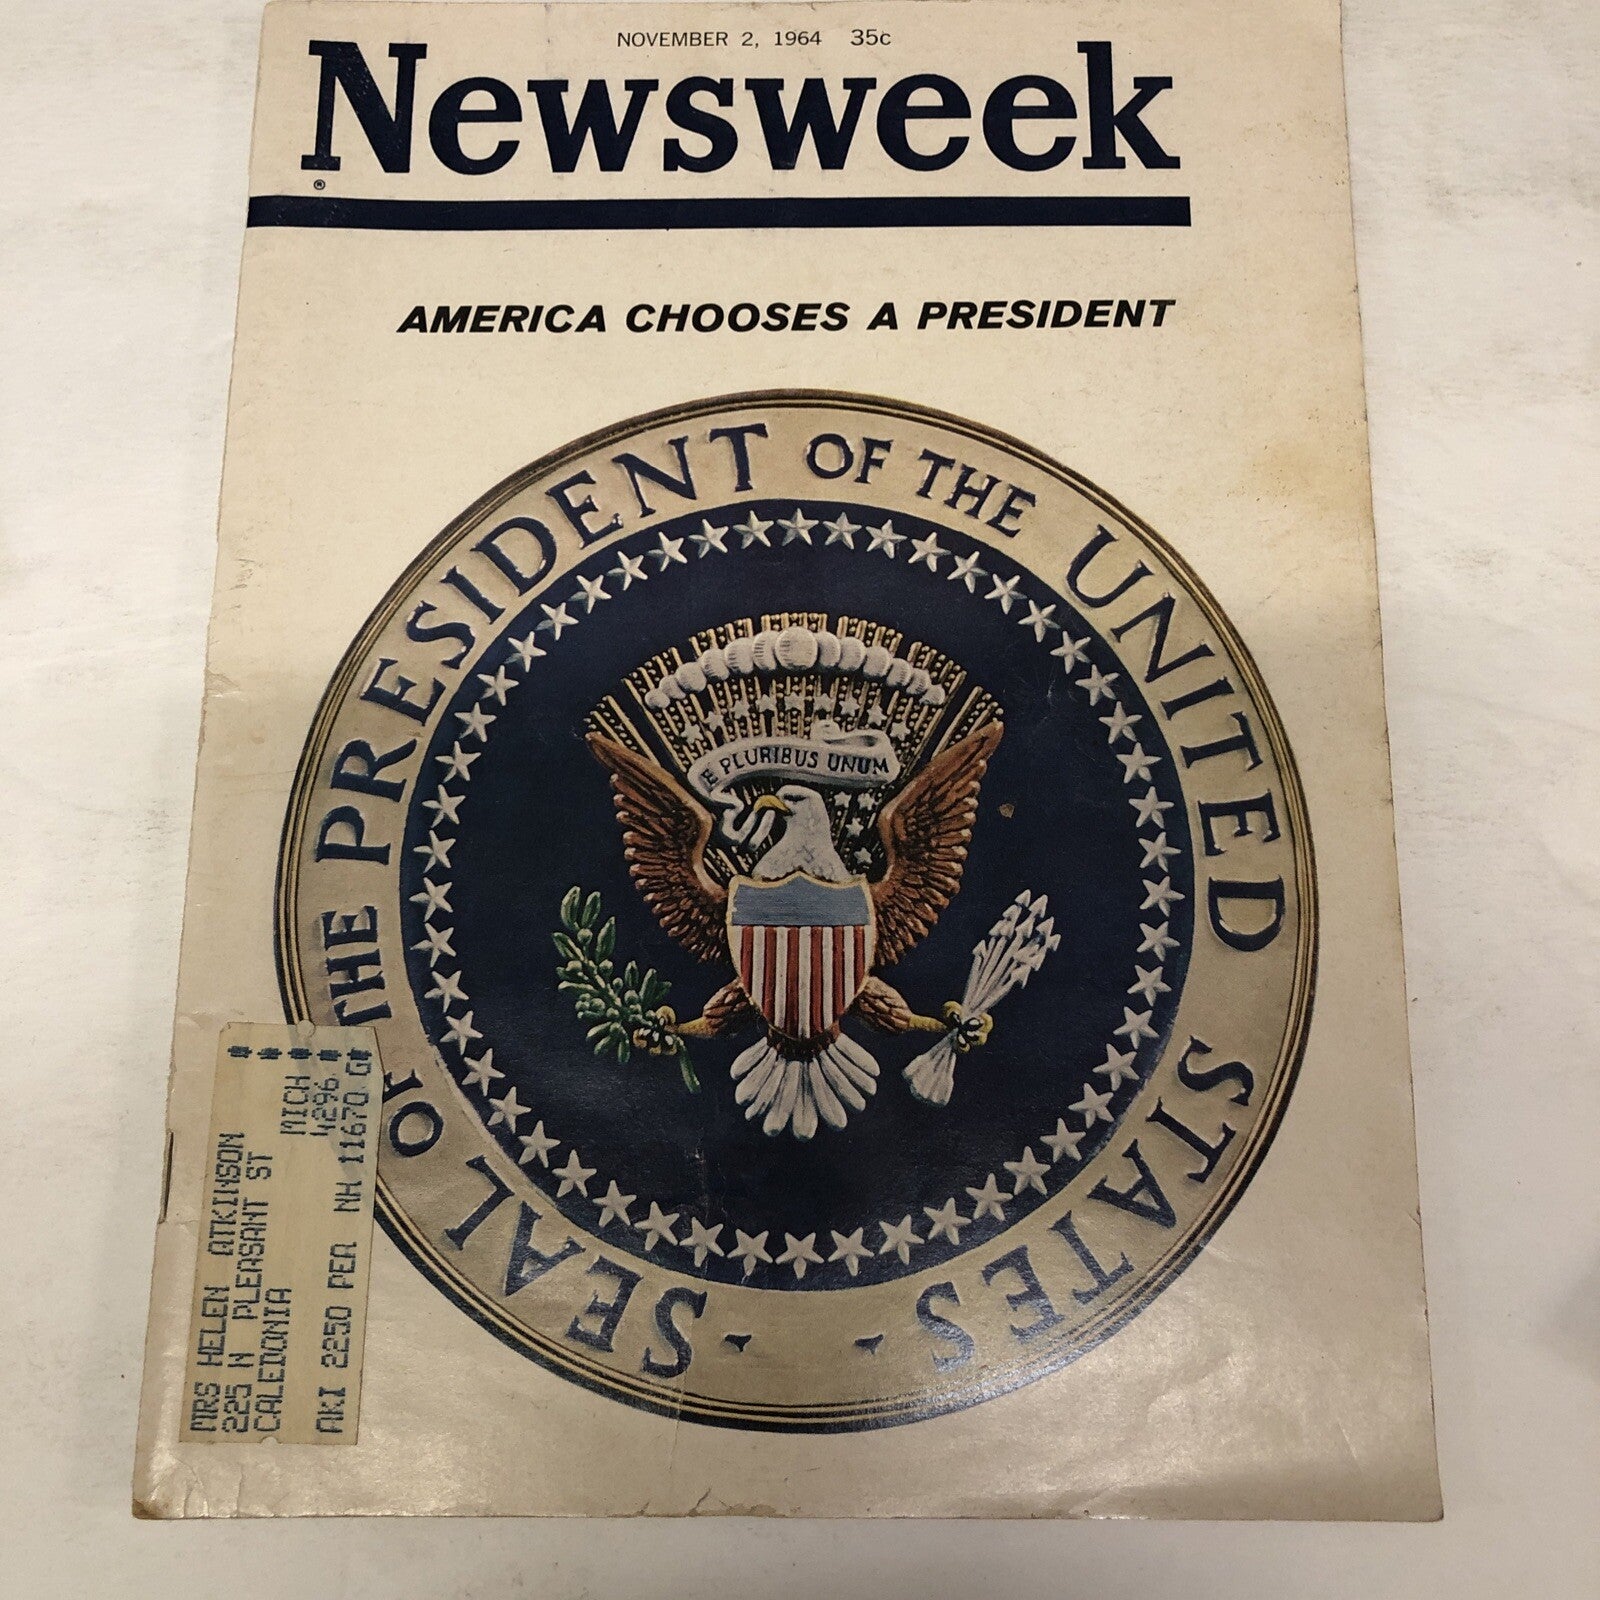 NOVEMBER 2, 1964 35c
Newsweek
®
AMERICA CHOOSES A PRESIDENT
SEAL OF THE PRESIDENT OF THE UNITED STATES
E PLURIBUS UNUM
MRS HELEN ATKINSON
225 W PLEASANT ST
CALEDONIA MICH
4296
AKI 2250 PER NH 11670 G